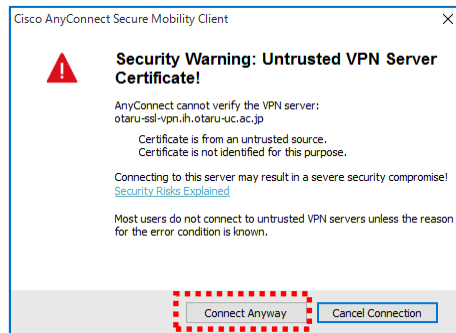 Cisco AnyConnect Secure Mobility Client
Security Warning: Untrusted VPN Server
Certificate!
AnyConnect cannot verify the VPN server:
otaru-ssl-vpn.ih.otaru-uc.ac.jp
Certificate is from an untrusted source.
Certificate is not identified for this purpose.
Connecting to this server may result in a severe security compromise!
Security Risks Explained
Most users do not connect to untrusted VPN servers unless the reason
for the error condition is known.
Connect Anyway
Cancel Connection